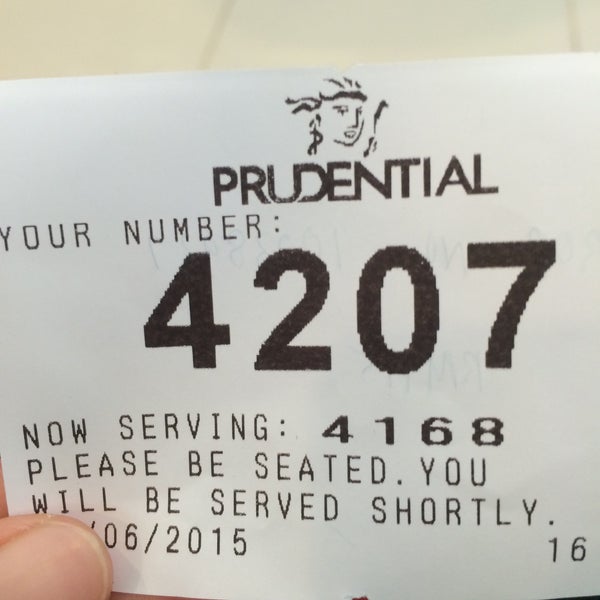 PRUDENTIAL
YOUR NUMBER:
4207
NOW SERVING: 4168
PLEASE BE SEATED. YOU
WILL BE SERVED SHORTLY.
/06/2015 16